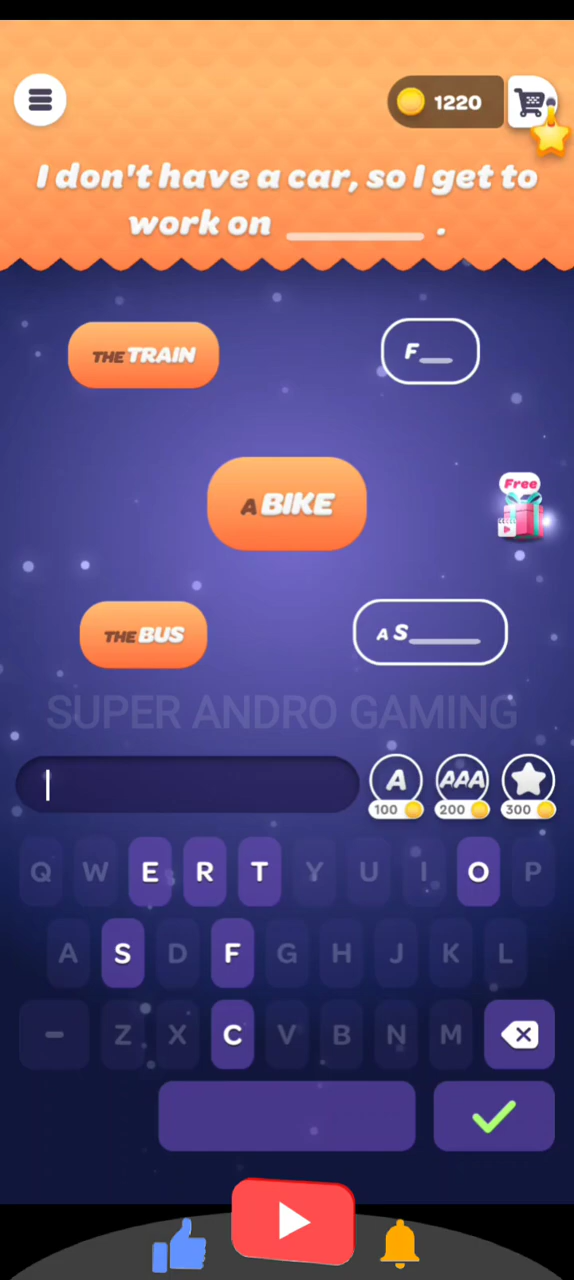 1220
I don't have a car, so I get to
work on ________ .
THE TRAIN
F__
A BIKE
Free
THE BUS
A S____
SUPER ANDRO GAMING
A
AAA
100
200
300
Q W E R T Y U I O P
A S D F G H J K L
- Z X C V B N M